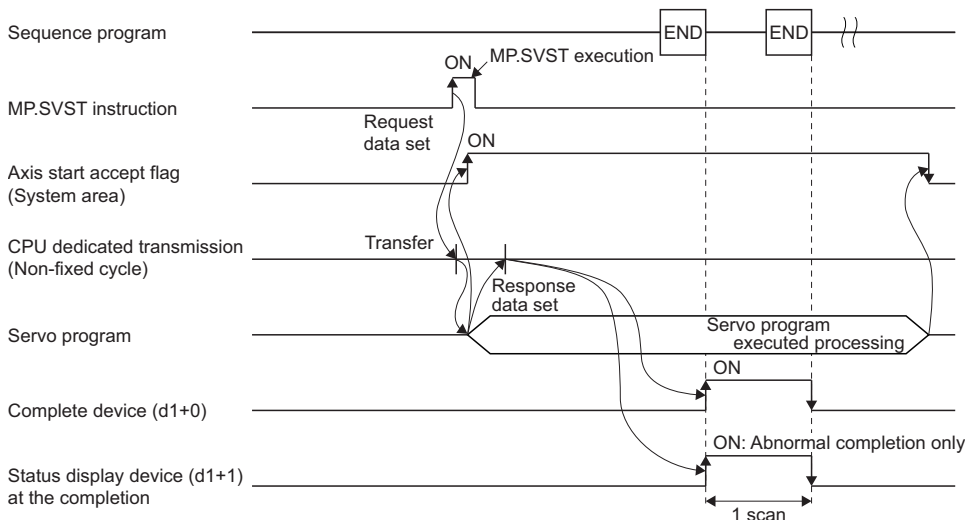 Sequence program
END
END
MP.SVST instruction
ON
MP.SVST execution
Request
data set
Axis start accept flag
(System area)
ON
CPU dedicated transmission
(Non-fixed cycle)
Transfer
Response
data set
Servo program
Servo program
executed processing
Complete device (d1+0)
ON
Status display device (d1+1)
at the completion
ON: Abnormal completion only
1 scan